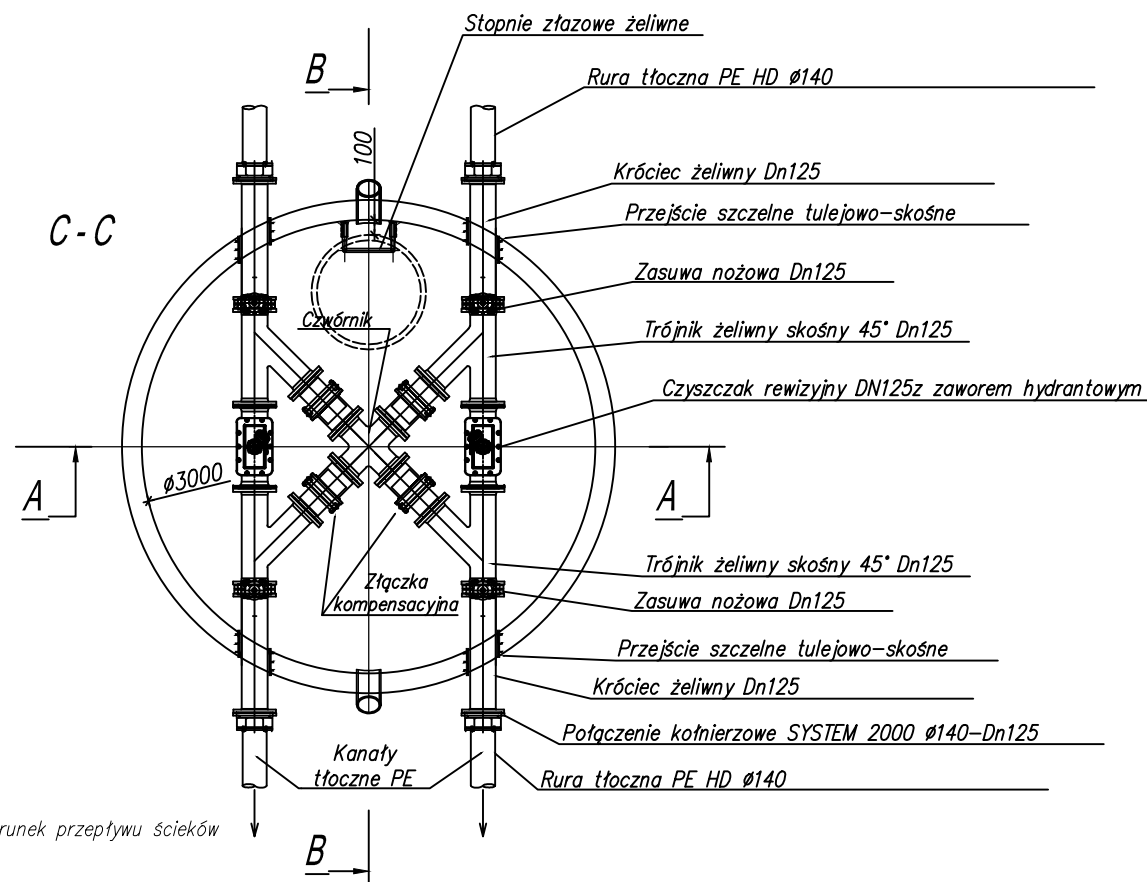 Stopnie złazowe żeliwne
B
Rura tłoczna PE HD ø140
100
Króciec żeliwny Dn125
C-C
Przejście szczelne tulejowo-skośne
Zasuwa nożowa Dn125
Czwórnik
Trójnik żeliwny skośny 45° Dn125
Czyszczak rewizyjny DN125z zaworem hydrantowym
ø3000
A
A
Trójnik żeliwny skośny 45° Dn125
Złączka
kompensacyjna
Zasuwa nożowa Dn125
Przejście szczelne tulejowo-skośne
Króciec żeliwny Dn125
Połączenie kołnierzowe SYSTEM 2000 ø140-Dn125
Kanały
tłoczne PE
Rura tłoczna PE HD ø140
runek przepływu ścieków
B